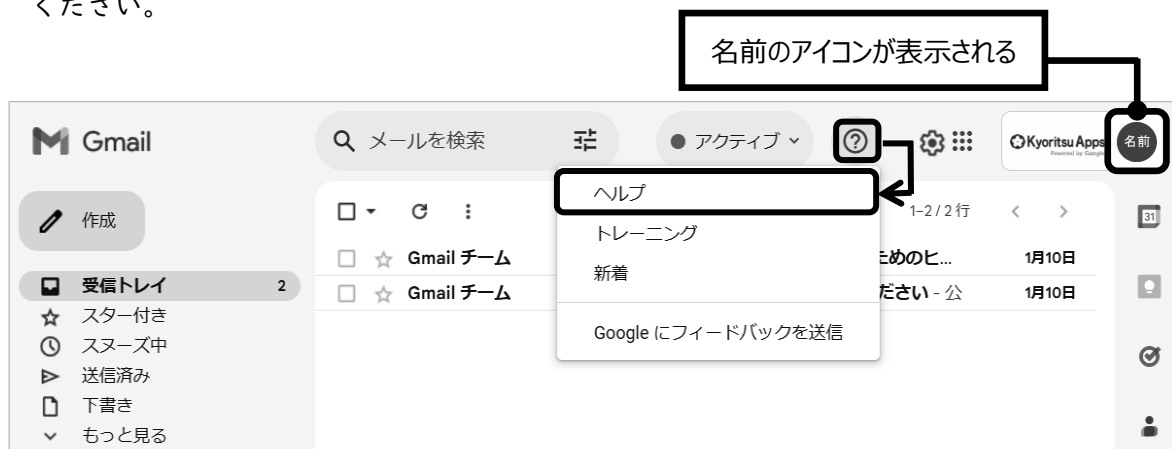 ください。
名前のアイコンが表示される
Gmail
メールを検索
アクティブ
Kyoritsu Apps
Powered by Google
名前
作成
ヘルプ
トレーニング
新着
Google にフィードバックを送信
1–2 / 2 行
31
Gmail チーム
ためのヒ...
1月10日
Gmail チーム
ださい - 公
1月10日
受信トレイ 2
スター付き
スヌーズ中
送信済み
下書き
もっと見る